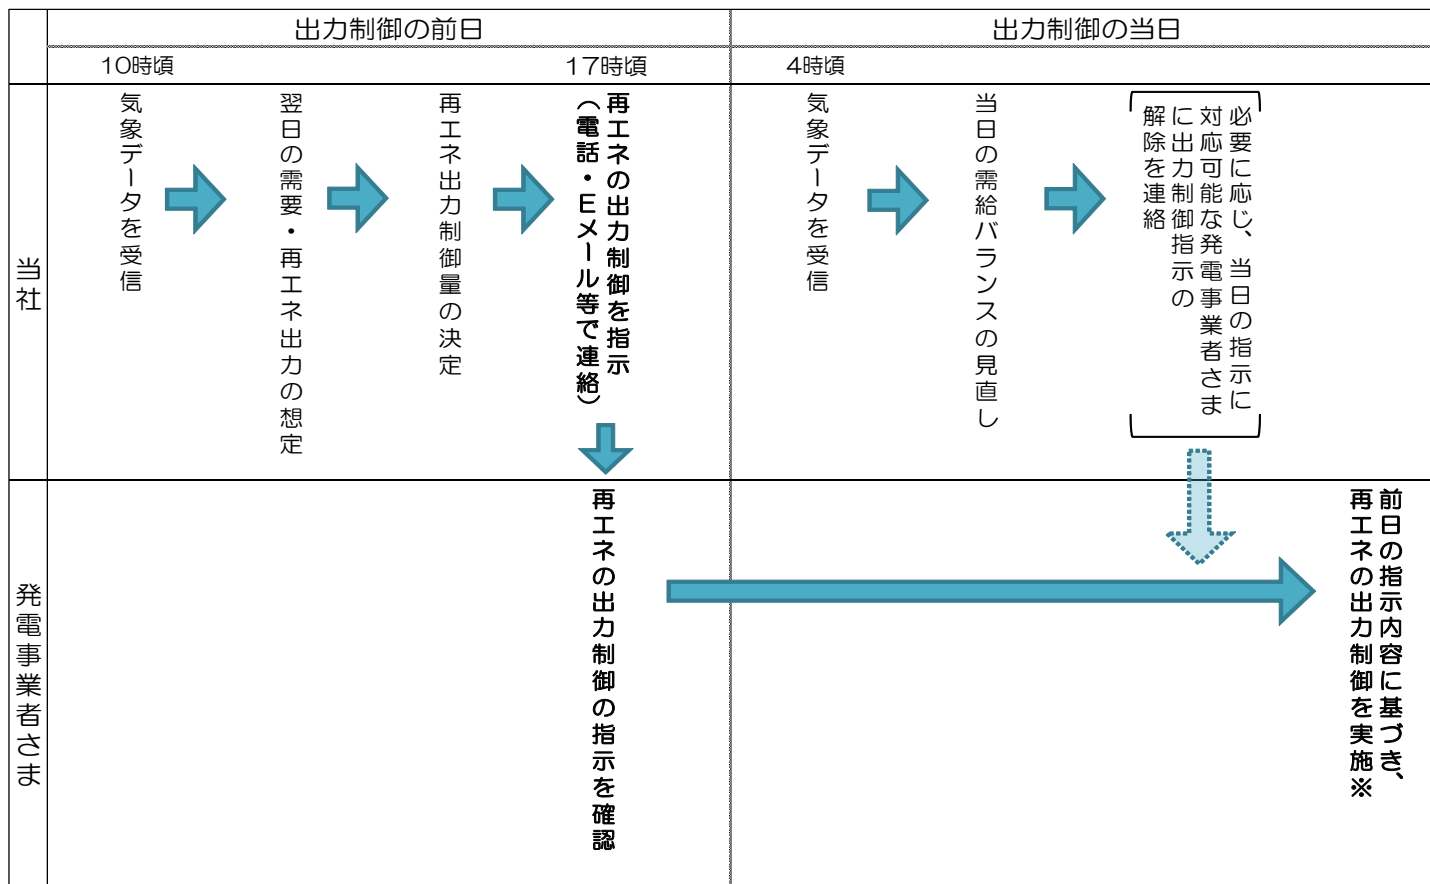 出力制御の前日
出力制御の当日
10時頃
17時頃
4時頃
当社
気象データを受信
翌日の需要・再エネ出力の想定
再エネ出力制御量の決定
再エネの出力制御を指示
（電話・Eメール等で連絡）
気象データを受信
当日の需給バランスの見直し
必要に応じ、当日の指示に
対応可能な発電事業者さま
に出力制御指示の
解除を連絡
発電事業者さま
再エネの出力制御の指示を確認
前日の指示内容に基づき、
再エネの出力制御を実施※